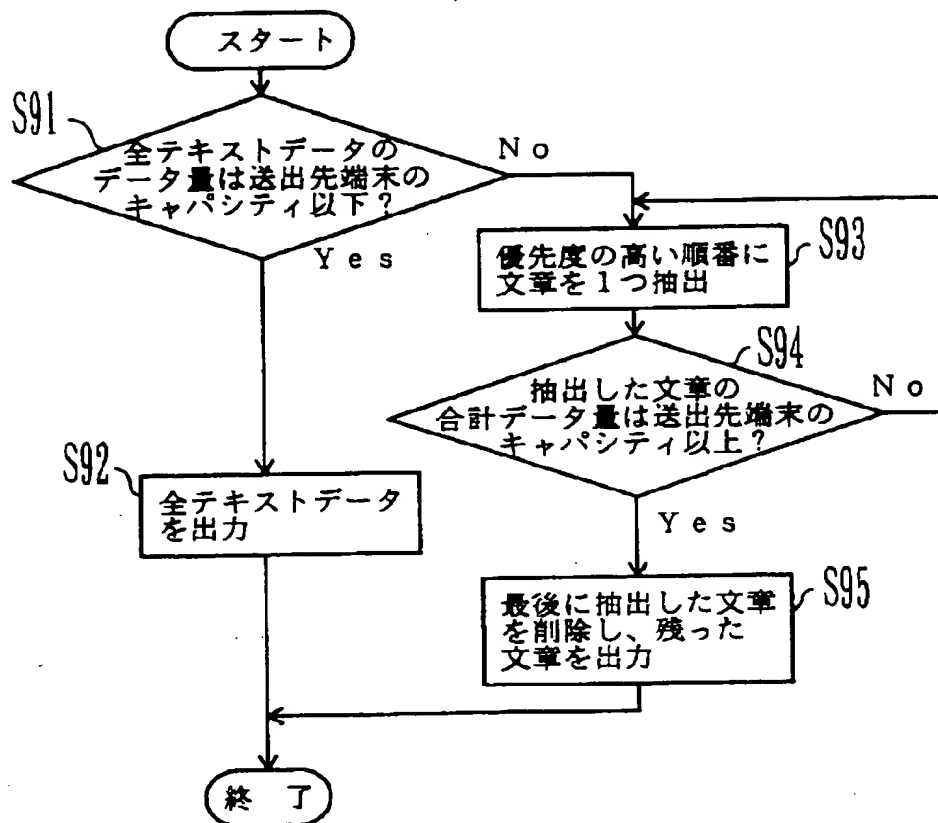 スタート
S91
全テキストデータの
データ量は送出先端末の
キャパシティ以下?
No
Yes
S93
優先度の高い順番に
文章を1つ抽出
S94
抽出した文章の
合計データ量は送出先端末の
キャパシティ以上?
No
Yes
S92
全テキストデータ
を出力
S95
最後に抽出した文章
を削除し、残った
文章を出力
終 了